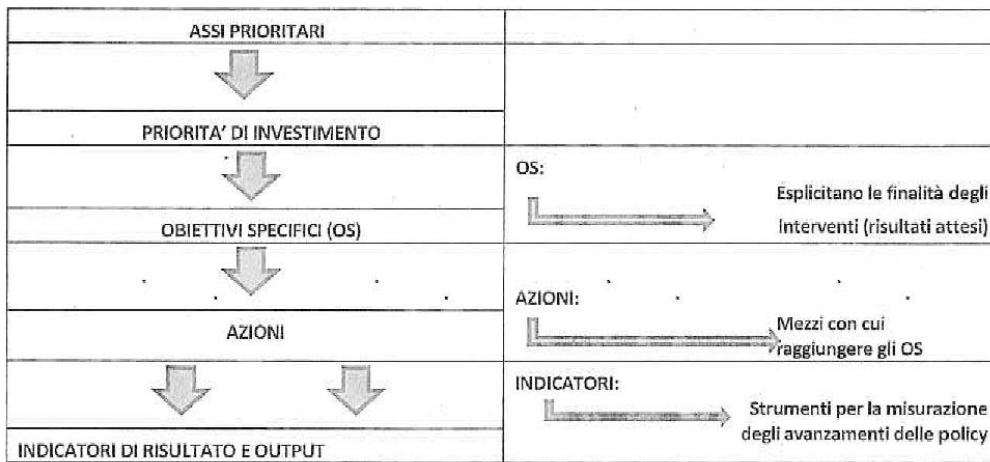 ASSI PRIORITARI
PRIORITA' DI INVESTIMENTO
OBIETTIVI SPECIFICI (OS)
OS:
Esplicitano le finalità degli
Interventi (risultati attesi)
AZIONI
AZIONI:
Mezzi con cui
raggiungere gli OS
INDICATORI DI RISULTATO E OUTPUT
INDICATORI:
Strumenti per la misurazione
degli avanzamenti delle policy